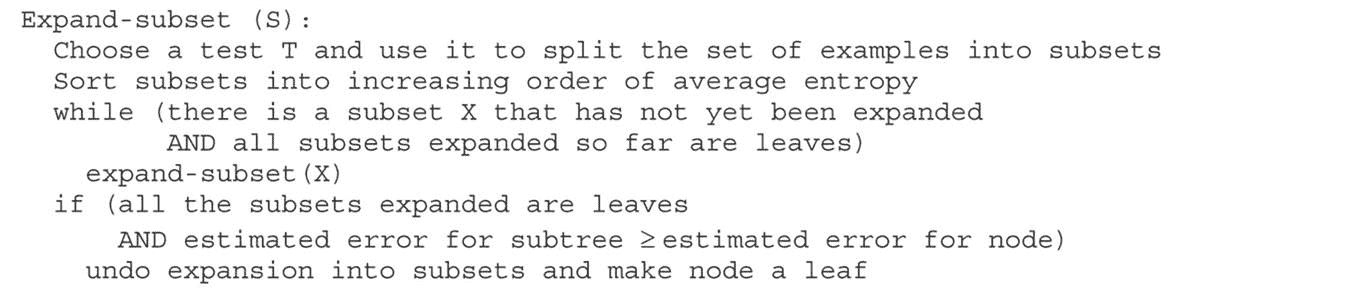 Expand-subset (S):
Choose a test T and use it to split the set of examples into subsets
Sort subsets into increasing order of average entropy
while (there is a subset X that has not yet been expanded
AND all subsets expanded so far are leaves)
expand-subset(X)
if (all the subsets expanded are leaves
AND estimated error for subtree ≥ estimated error for node)
undo expansion into subsets and make node a leaf